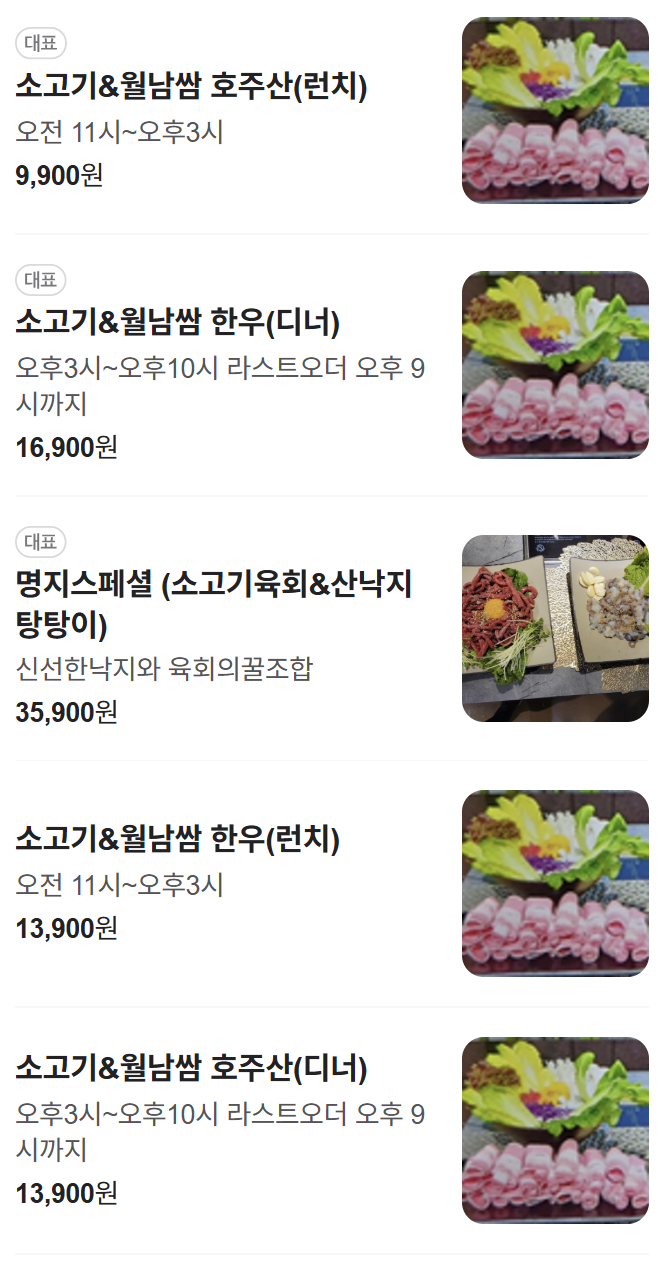 대표
소고기&월남쌈 호주산(런치)
오전 11시~오후3시
9,900원
대표
소고기&월남쌈 한우(디너)
오후3시~오후10시 라스트오더 오후 9
시까지
16,900원
대표
명지스페셜 (소고기육회&산낙지
탕탕이)
신선한낙지와 육회의꿀조합
35,900원
소고기&월남쌈 한우(런치)
오전 11시~오후3시
13,900원
소고기&월남쌈 호주산(디너)
오후3시~오후10시 라스트오더 오후 9
시까지
13,900원